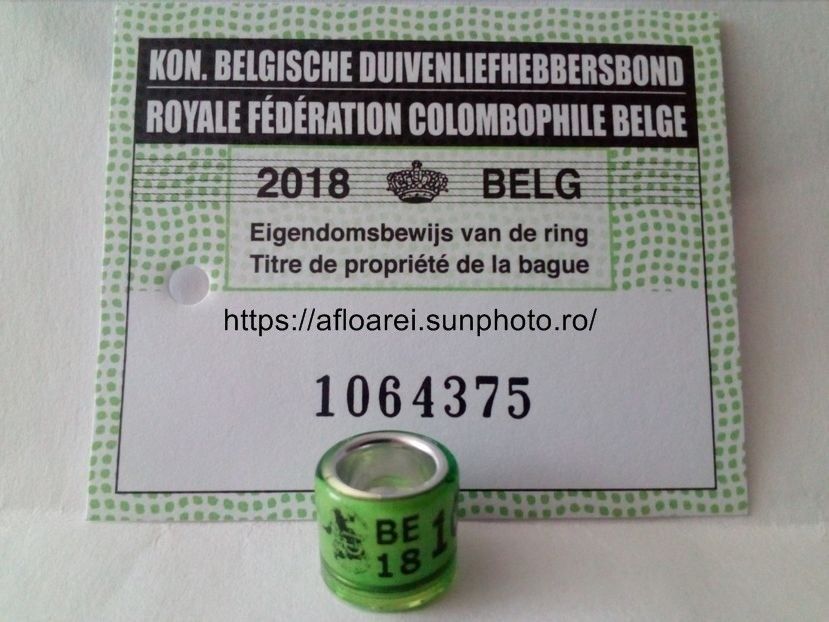 KON. BELGISCHE DUIVENLIEFHEBBERSBOND
ROYALE FÉDÉRATION COLOMBOPHILE BELGE
2018 BELG
Eigendomsbewijs van de ring
Titre de propriété de la bague
https://afloarei.sunphoto.ro/
1064375
BE
18